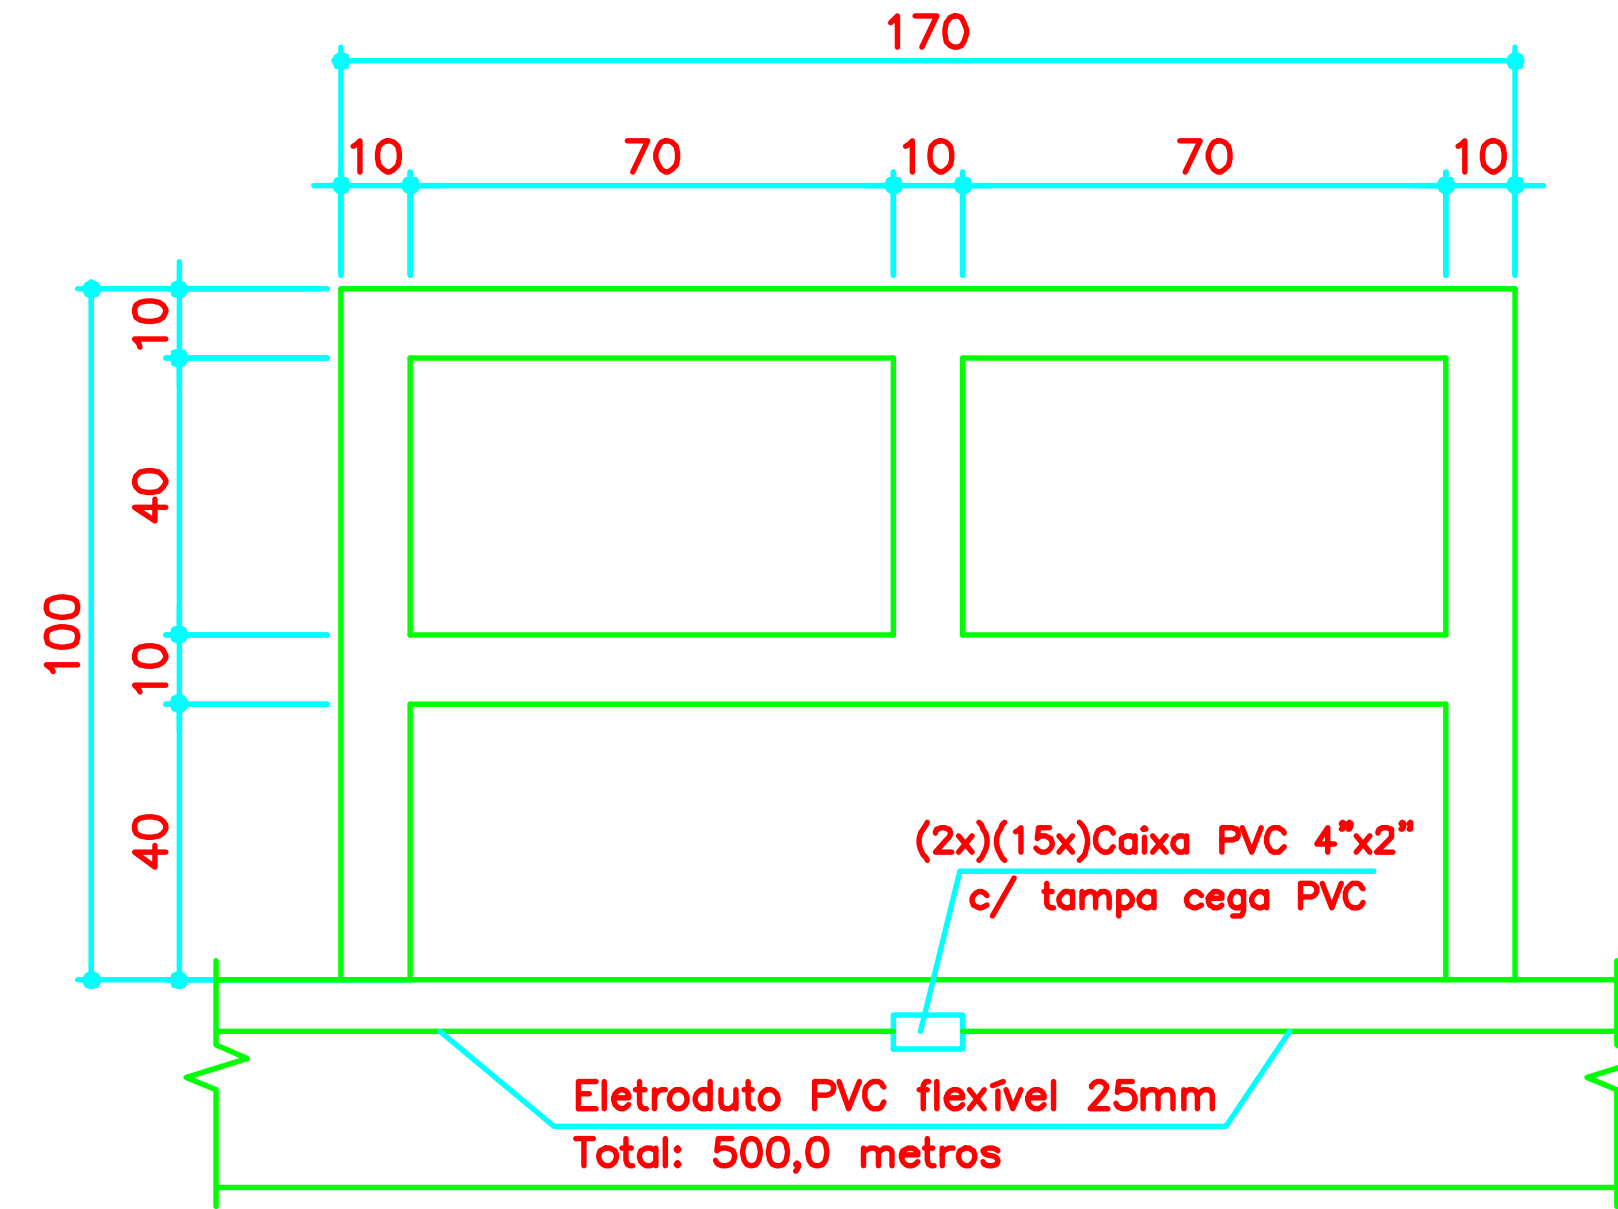 170
10 70 10 70 10
10
40
100
10
40
(2x)(15x)Caixa PVC 4"x2"
c/ tampa cega PVC
Eletroduto PVC flexível 25mm
Total: 500,0 metros